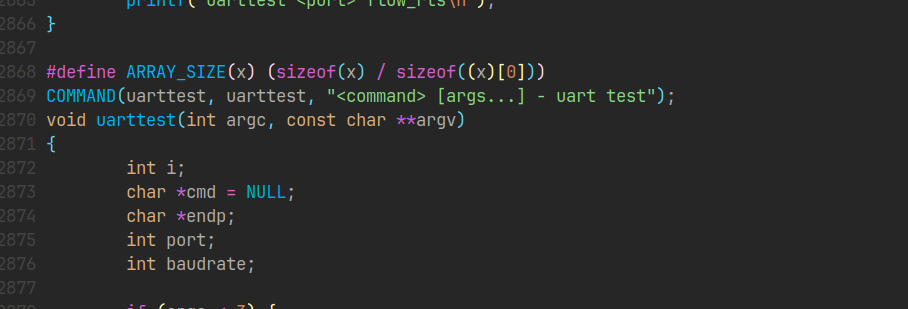 2865         printf("uarttest <port> flow_rts\n");
2866 }
2867
2868 #define ARRAY_SIZE(x) (sizeof(x) / sizeof((x)[0]))
2869 COMMAND(uarttest, uarttest, "<command> [args...] - uart test");
2870 void uarttest(int argc, const char **argv)
2871 {
2872         int i;
2873         char *cmd = NULL;
2874         char *endp;
2875         int port;
2876         int baudrate;
2877
2878         if (argc < 3) {